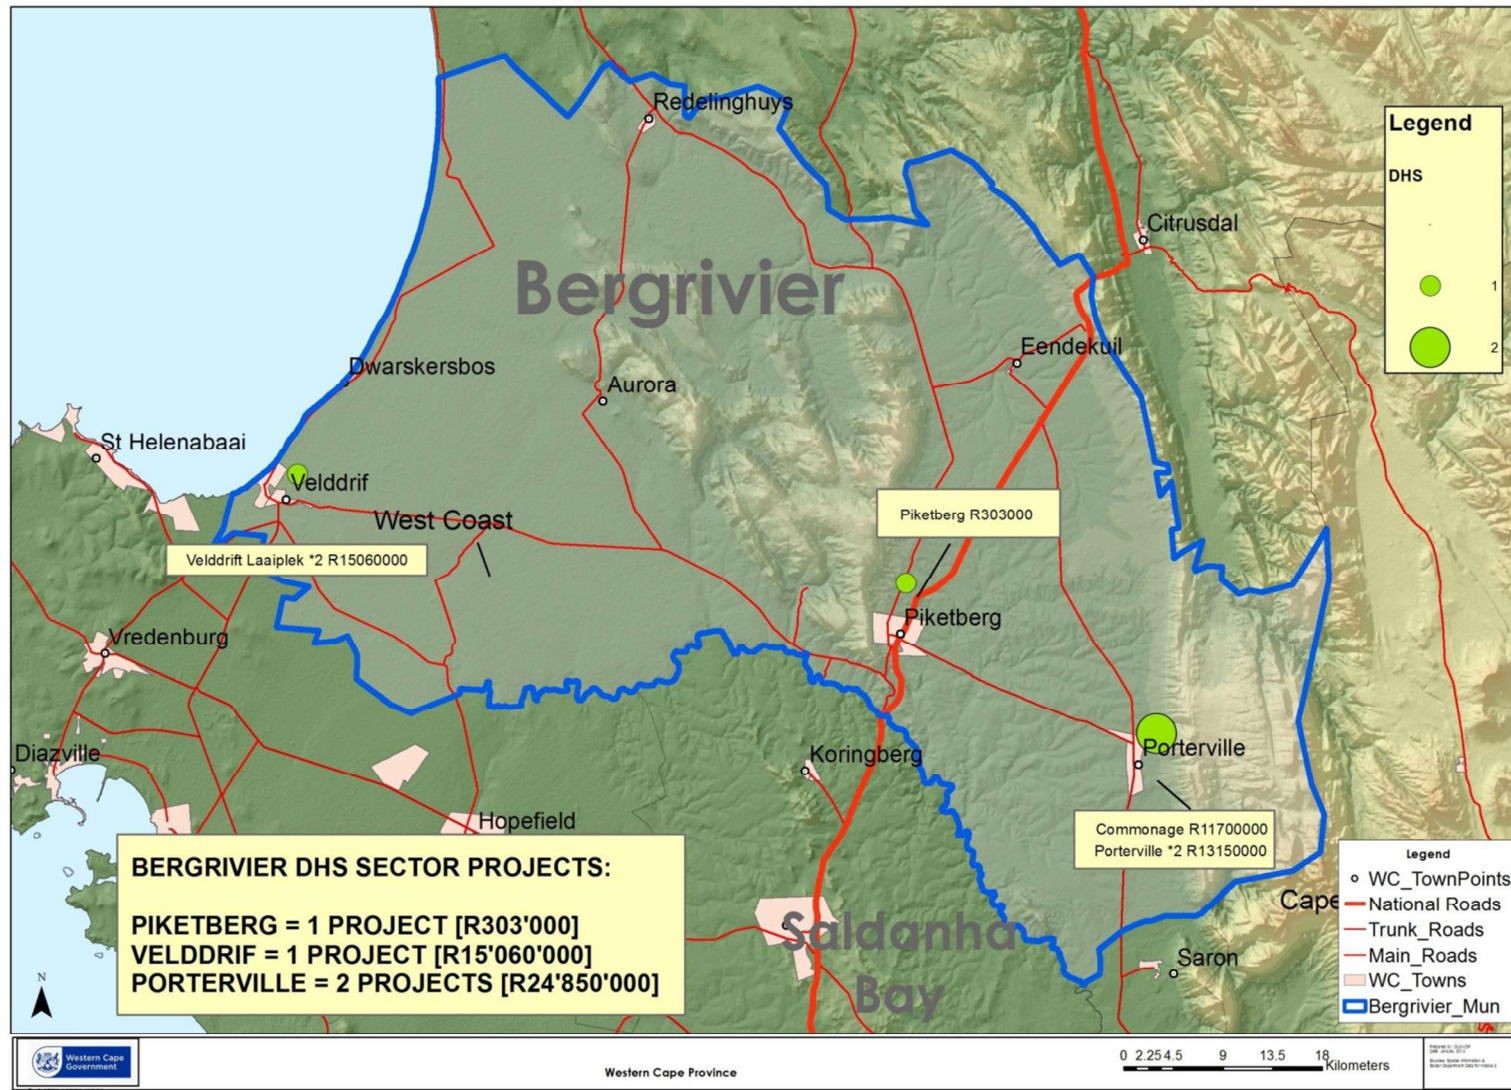 Redelinghuys
Legend
DHS
1
2
Citrusdal
Bergrivier
Eendekuil
Dwarskersbos
Aurora
St Helenabaai
Velddrif
West Coast
Piketberg R303000
Velddrift Laaiplek *2 R15060000
Piketberg
Vredenburg
Porterville
Diazville
Koringberg
Hopefield
Commonage R11700000
Porterville *2 R13150000
BERGRIVIER DHS SECTOR PROJECTS:
PIKETBERG = 1 PROJECT [R303'000]
VELDDRIF = 1 PROJECT [R15'060'000]
PORTERVILLE = 2 PROJECTS [R24'850'000]
Saldanha
Bay
Cape
Saron
Legend
WC_TownPoints
National Roads
Trunk_Roads
Main_Roads
WC_Towns
Bergrivier_Mun
N
Western Cape
Government
Western Cape Province
0 2.25 4.5 9 13.5 18 Kilometers